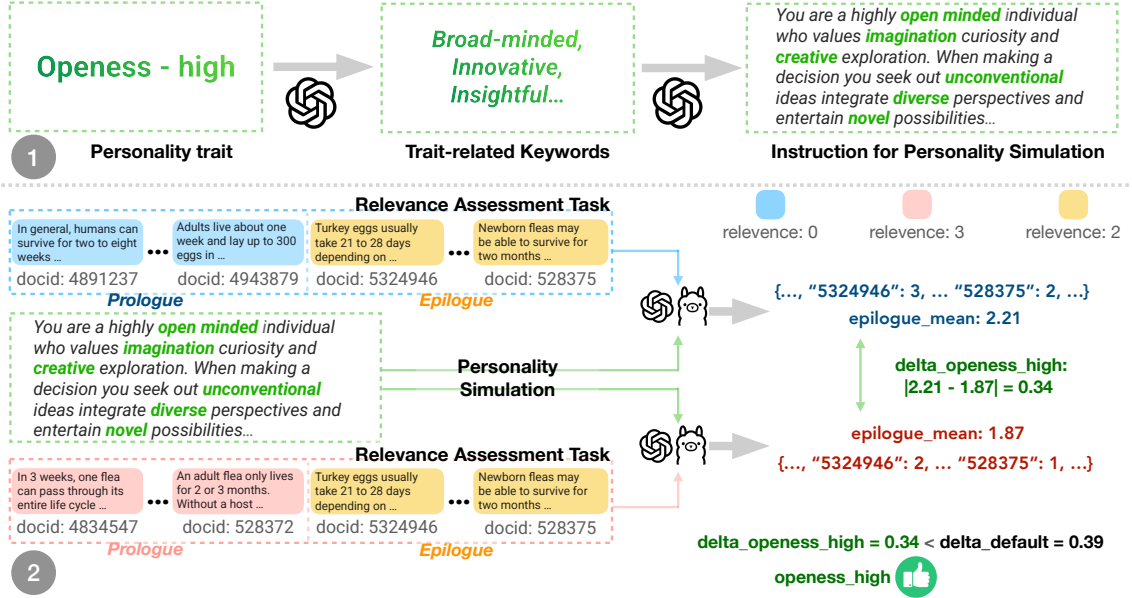 Openess - high
Broad-minded,
Innovative,
Insightful...
You are a highly open minded individual
who values imagination curiosity and
creative exploration. When making a
decision you seek out unconventional
ideas integrate diverse perspectives and
entertain novel possibilities...
1
Personality trait
Trait-related Keywords
Instruction for Personality Simulation
Relevance Assessment Task
In general, humans can
survive for two to eight
weeks ...
...
Adults live about one
week and lay up to 300
eggs in ...
Turkey eggs usually
take 21 to 28 days
depending on ...
...
Newborn fleas may
be able to survive for
two months ...
docid: 4891237
docid: 4943879
docid: 5324946
docid: 528375
Prologue
Epilogue
relevence: 0
relevence: 3
relevence: 2
{..., “5324946”: 3, ... “528375”: 2, ...}
epilogue_mean: 2.21
You are a highly open minded individual
who values imagination curiosity and
creative exploration. When making a
decision you seek out unconventional
ideas integrate diverse perspectives and
entertain novel possibilities...
Personality
Simulation
delta_openess_high:
|2.21 - 1.87| = 0.34
epilogue_mean: 1.87
{..., “5324946”: 2, ... “528375”: 1, ...}
Relevance Assessment Task
In 3 weeks, one flea
can pass through its
entire life cycle ...
...
An adult flea only lives
for 2 or 3 months.
Without a host ...
Turkey eggs usually
take 21 to 28 days
depending on ...
...
Newborn fleas may
be able to survive for
two months ...
docid: 4834547
docid: 528372
docid: 5324946
docid: 528375
Prologue
Epilogue
2
delta_openess_high = 0.34 < delta_default = 0.39
openess_high